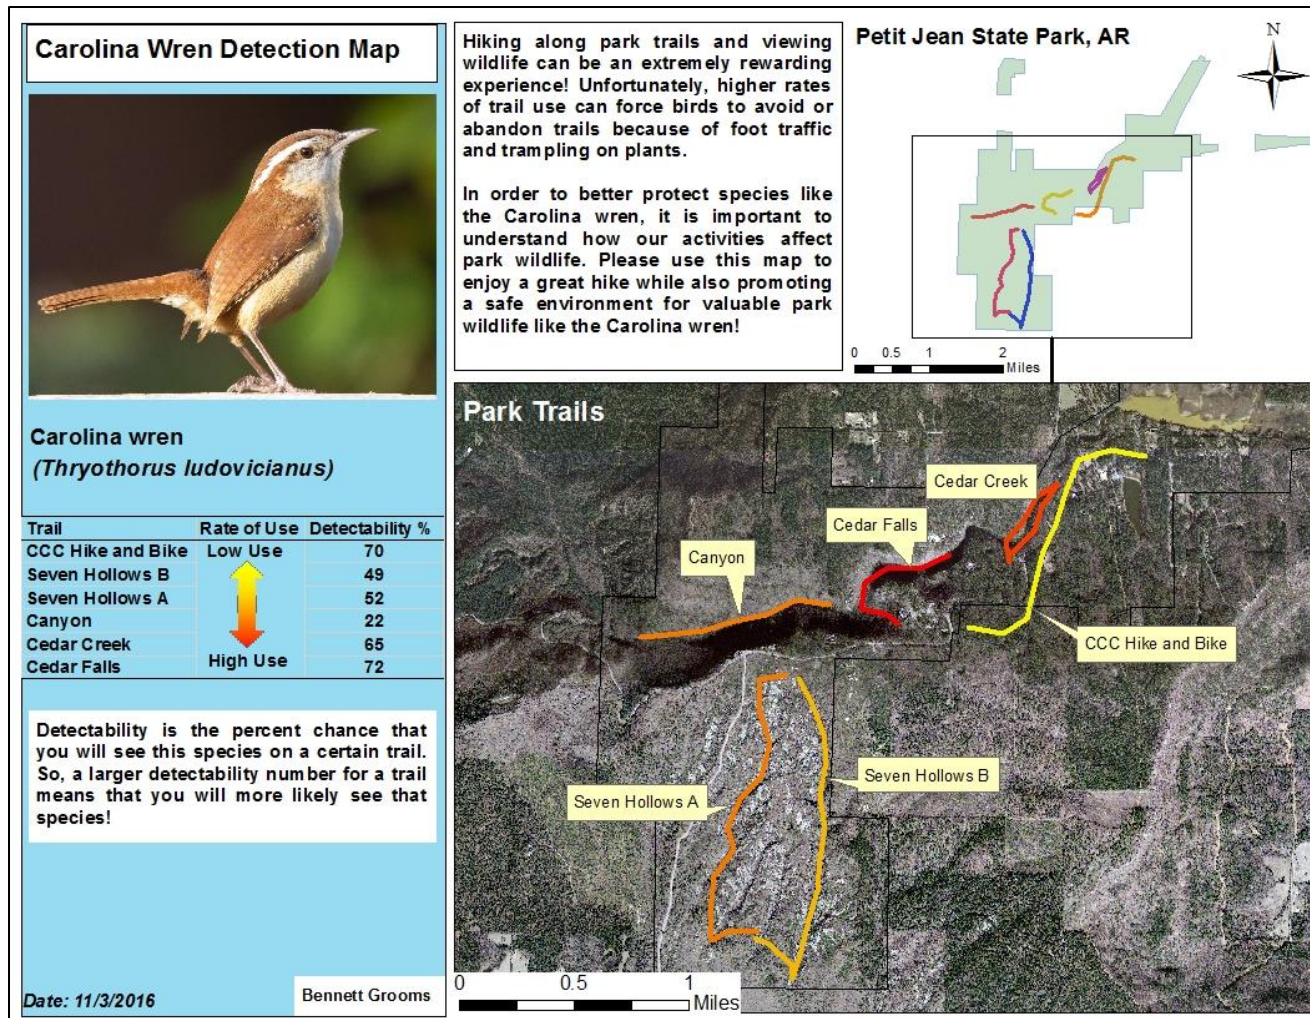 Carolina Wren Detection Map
Carolina wren
(Thryothorus ludovicianus)
Trail Rate of Use Detectability %
CCC Hike and Bike Low Use 70
Seven Hollows B 49
Seven Hollows A 52
Canyon 22
Cedar Creek 65
Cedar Falls High Use 72
Detectability is the percent chance that
you will see this species on a certain trail.
So, a larger detectability number for a trail
means that you will more likely see that
species!
Date: 11/3/2016
Bennett Grooms
Hiking along park trails and viewing
wildlife can be an extremely rewarding
experience! Unfortunately, higher rates
of trail use can force birds to avoid or
abandon trails because of foot traffic
and trampling on plants.
In order to better protect species like
the Carolina wren, it is important to
understand how our activities affect
park wildlife. Please use this map to
enjoy a great hike while also promoting
a safe environment for valuable park
wildlife like the Carolina wren!
Petit Jean State Park, AR
N
0 0.5 1 2
Miles
Park Trails
Cedar Creek
Cedar Falls
Canyon
CCC Hike and Bike
Seven Hollows B
Seven Hollows A
0 0.5 1
Miles